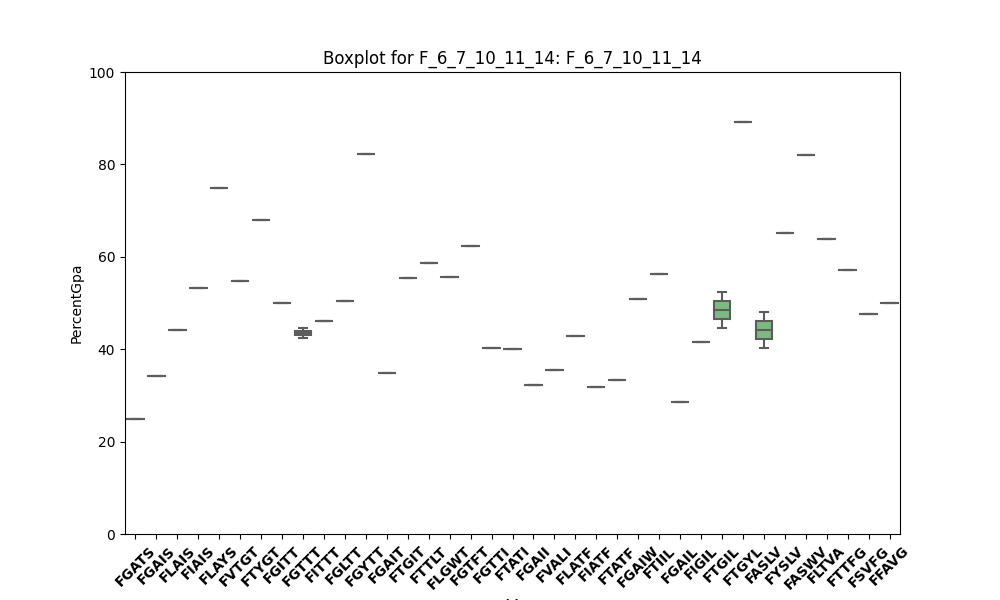 Boxplot for F_6_7_10_11_14: F_6_7_10_11_14
PercentGpa
100
80
60
40
20
0
FGATS
FGAIS
FLAIS
FIAIS
FLAYS
FVTGT
FTYGT
FGITT
FGTTT
FITTT
FGLTT
FGYTT
FGAIT
FTGIT
FTTLT
FLGWT
FGTFT
FGTTI
FTATI
FGAII
FVALI
FLATF
FIATF
FTATF
FGAIW
FTIIL
FGAIL
FIGIL
FTGIL
FTGYL
FASLV
FYSLV
FASWV
FLTVA
FTTFG
FSVFG
FFAVG